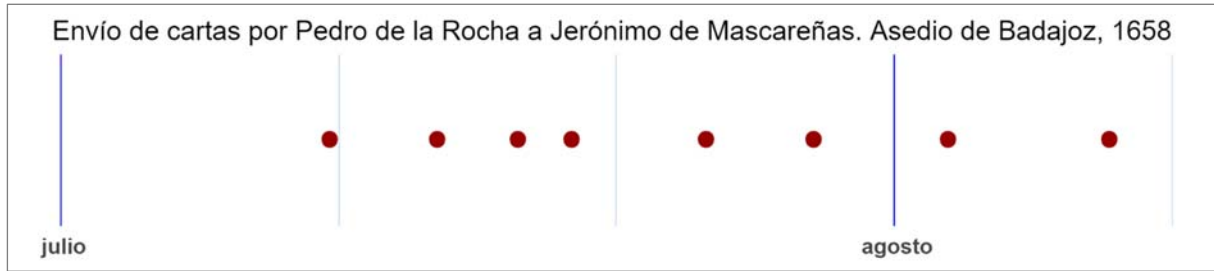 Envío de cartas por Pedro de la Rocha a Jerónimo de Mascareñas. Asedio de Badajoz, 1658
julio
agosto